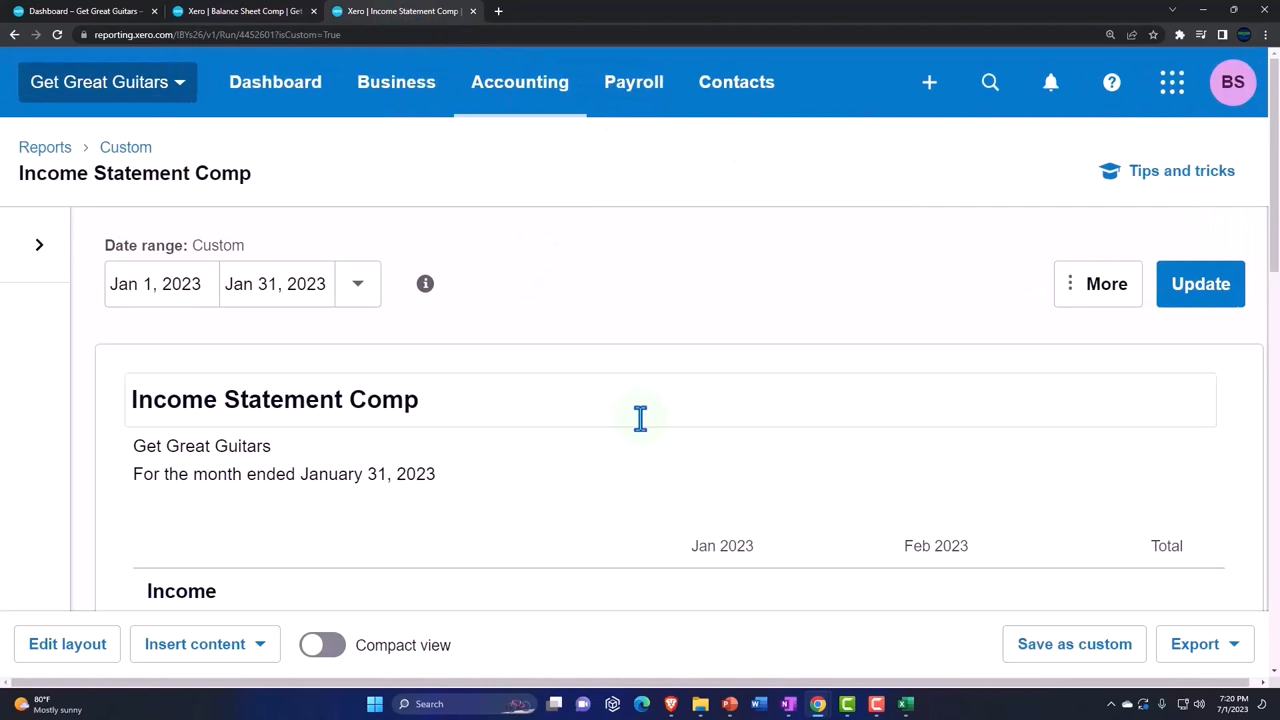 Dashboard – Get Great Guitars –
Xero | Balance Sheet Comp | Get
Xero | Income Statement Comp |
reporting.xero.com/!BYs26/v1/Run/4452601?isCustom=True
Get Great Guitars
Dashboard
Business
Accounting
Payroll
Contacts
BS
Reports > Custom
Income Statement Comp
Tips and tricks
Date range: Custom
Jan 1, 2023
Jan 31, 2023
More
Update
Income Statement Comp
Get Great Guitars
For the month ended January 31, 2023
Jan 2023 Feb 2023 Total
Income
Edit layout
Insert content
Compact view
Save as custom
Export
80°F
Mostly sunny
Search
7:20 PM
7/1/2023